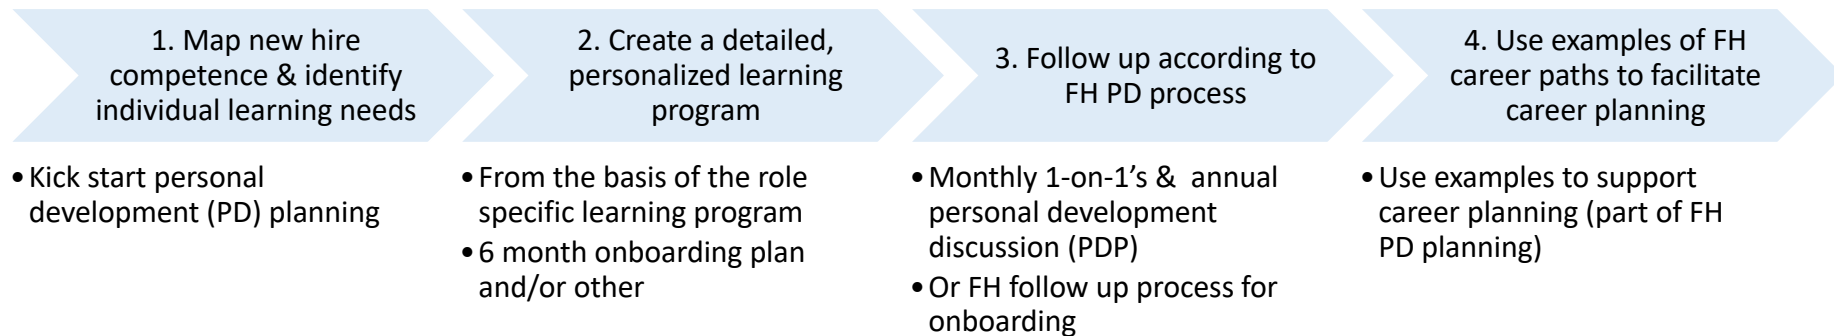 1. Map new hire
competence & identify
individual learning needs
• Kick start personal
development (PD) planning
2. Create a detailed,
personalized learning
program
• From the basis of the role
specific learning program
• 6 month onboarding plan
and/or other
3. Follow up according to
FH PD process
• Monthly 1-on-1's &  annual
personal development
discussion (PDP)
• Or FH follow up process for
onboarding
4. Use examples of FH
career paths to facilitate
career planning
• Use examples to support
career planning (part of FH
PD planning)